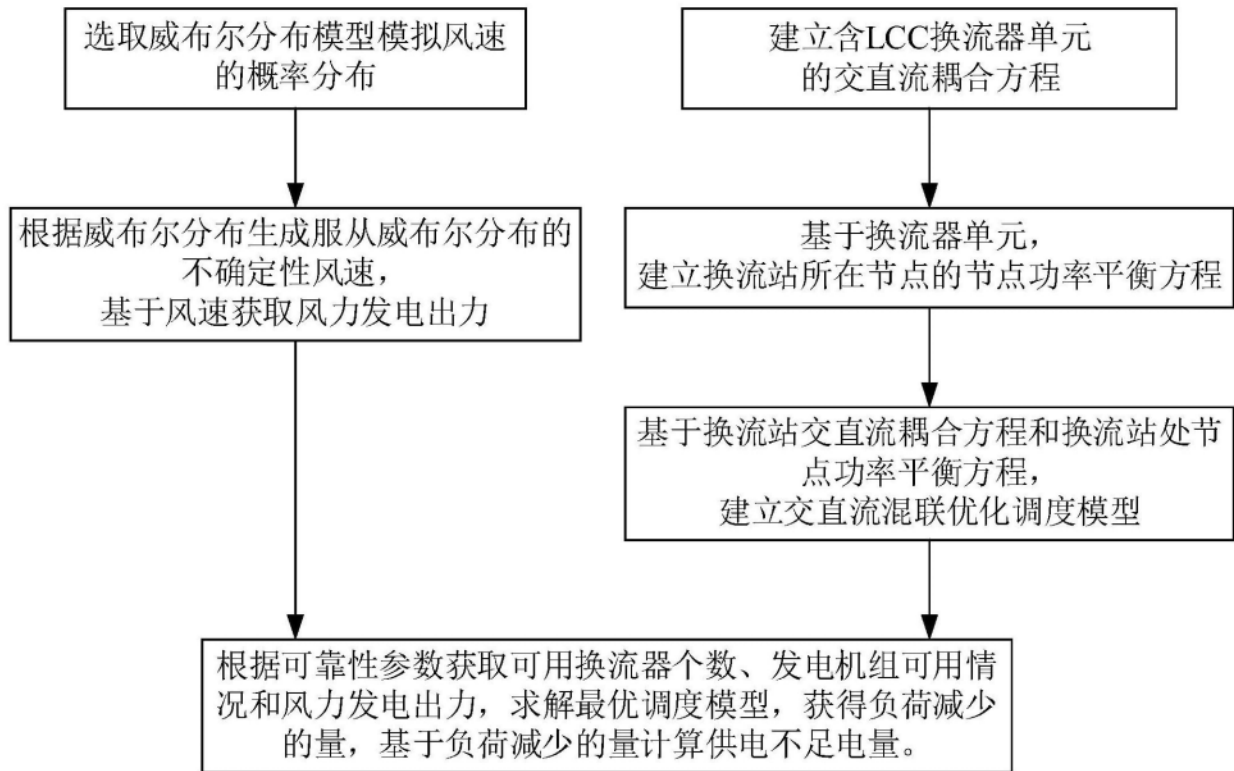 选取威布尔分布模型模拟风速
的概率分布
建立含LCC换流器单元
的交直流耦合方程
根据威布尔分布生成服从威布尔分布的
不确定性风速，
基于风速获取风力发电出力
基于换流器单元，
建立换流站所在节点的节点功率平衡方程
基于换流站交直流耦合方程和换流站处节
点功率平衡方程，
建立交直流混联优化调度模型
根据可靠性参数获取可用换流器个数、发电机组可用情
况和风力发电出力，求解最优调度模型，获得负荷减少
的量，基于负荷减少的量计算供电不足电量。